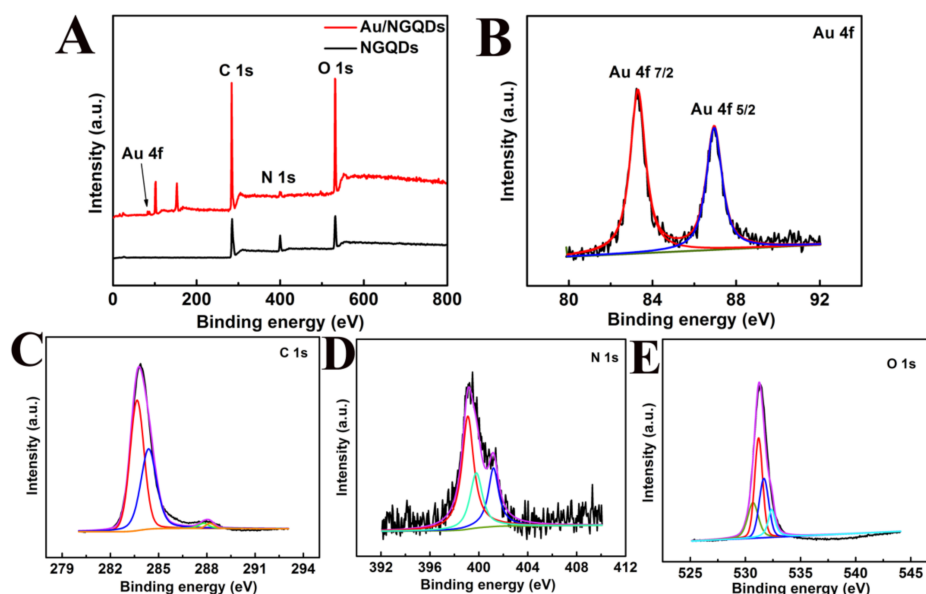 A
Au/NGQDs
NGQDs
C 1s
O 1s
Au 4f
N 1s
Intensity (a.u.)
0 200 400 600 800
Binding energy (eV)
B
Au 4f
Au 4f 7/2
Au 4f 5/2
Intensity (a.u.)
80 84 88 92
Binding energy (eV)
C
C 1s
Intensity (a.u.)
279 282 285 288 291 294
Binding energy (eV)
D
N 1s
Intensity (a.u.)
392 396 400 404 408 412
Binding energy (eV)
E
O 1s
Intensity (a.u.)
525 530 535 540 545
Binding energy (eV)